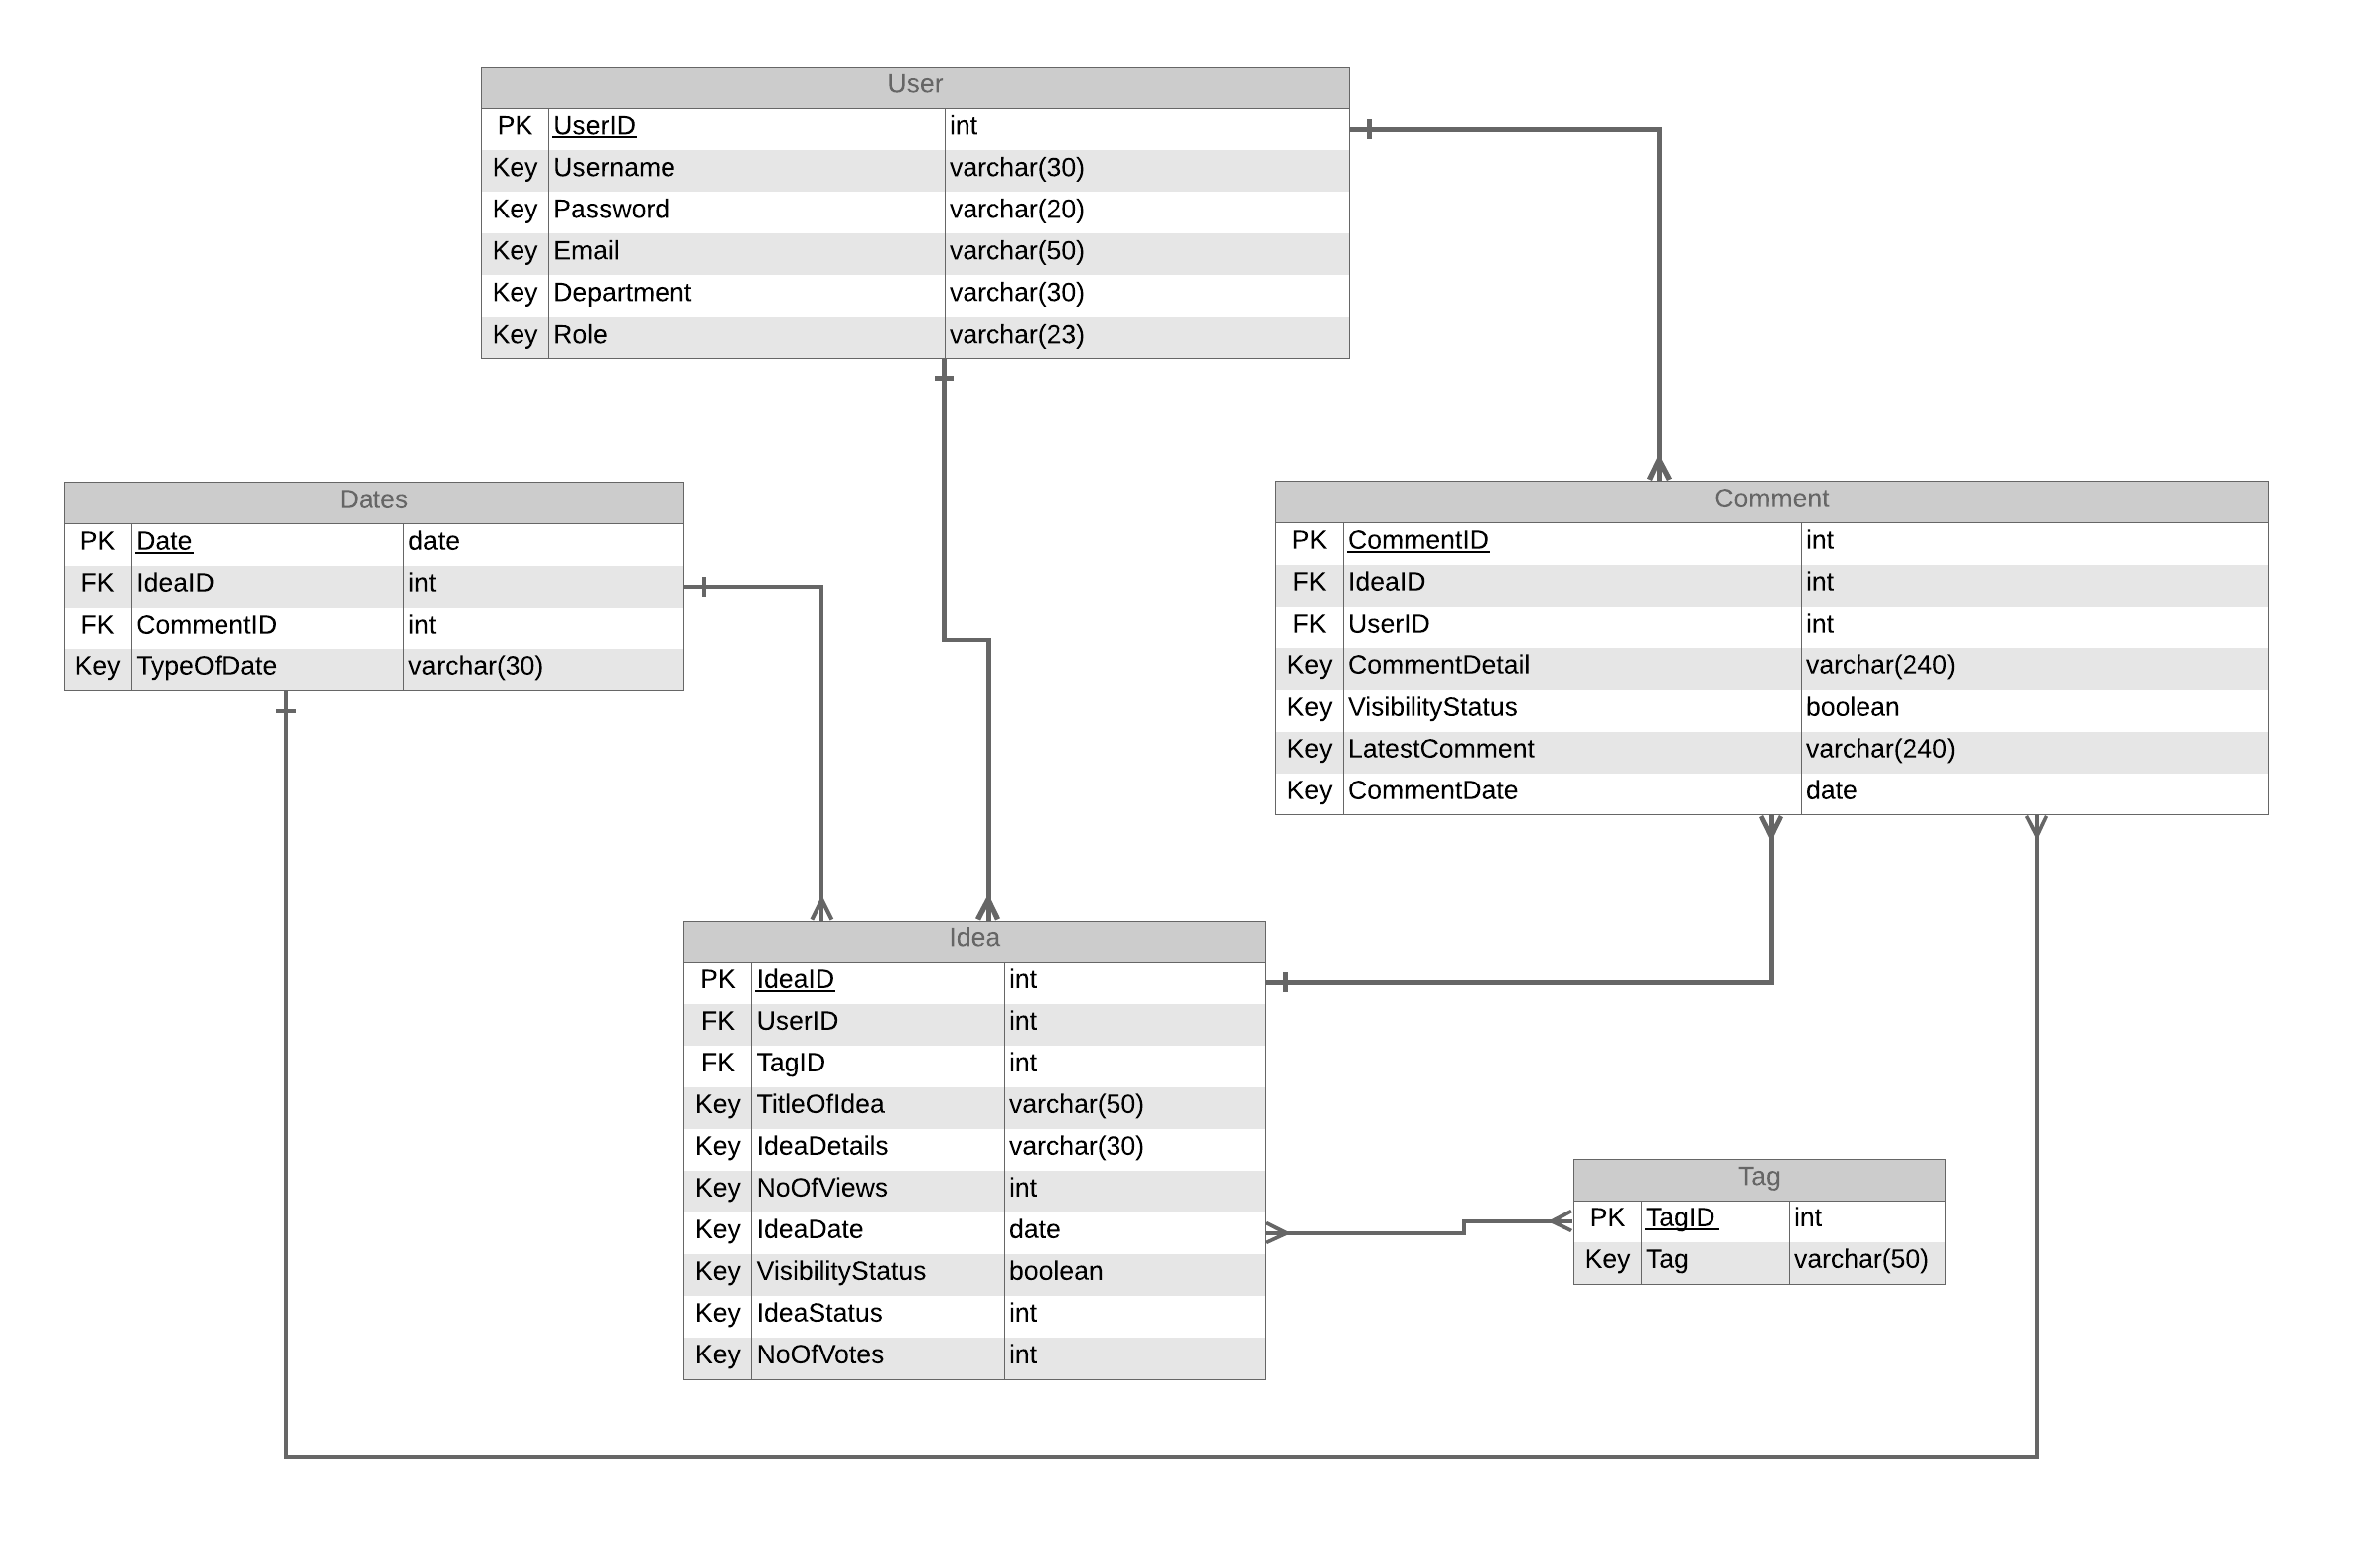 User
PK UserID int
Key Username varchar(30)
Key Password varchar(20)
Key Email varchar(50)
Key Department varchar(30)
Key Role varchar(23)
Dates
PK Date date
FK IdeaID int
FK CommentID int
Key TypeOfDate varchar(30)
Comment
PK CommentID int
FK IdeaID int
FK UserID int
Key CommentDetail varchar(240)
Key VisibilityStatus boolean
Key LatestComment varchar(240)
Key CommentDate date
Idea
PK IdeaID int
FK UserID int
FK TagID int
Key TitleOfIdea varchar(50)
Key IdeaDetails varchar(30)
Key NoOfViews int
Key IdeaDate date
Key VisibilityStatus boolean
Key IdeaStatus int
Key NoOfVotes int
Tag
PK TagID int
Key Tag varchar(50)